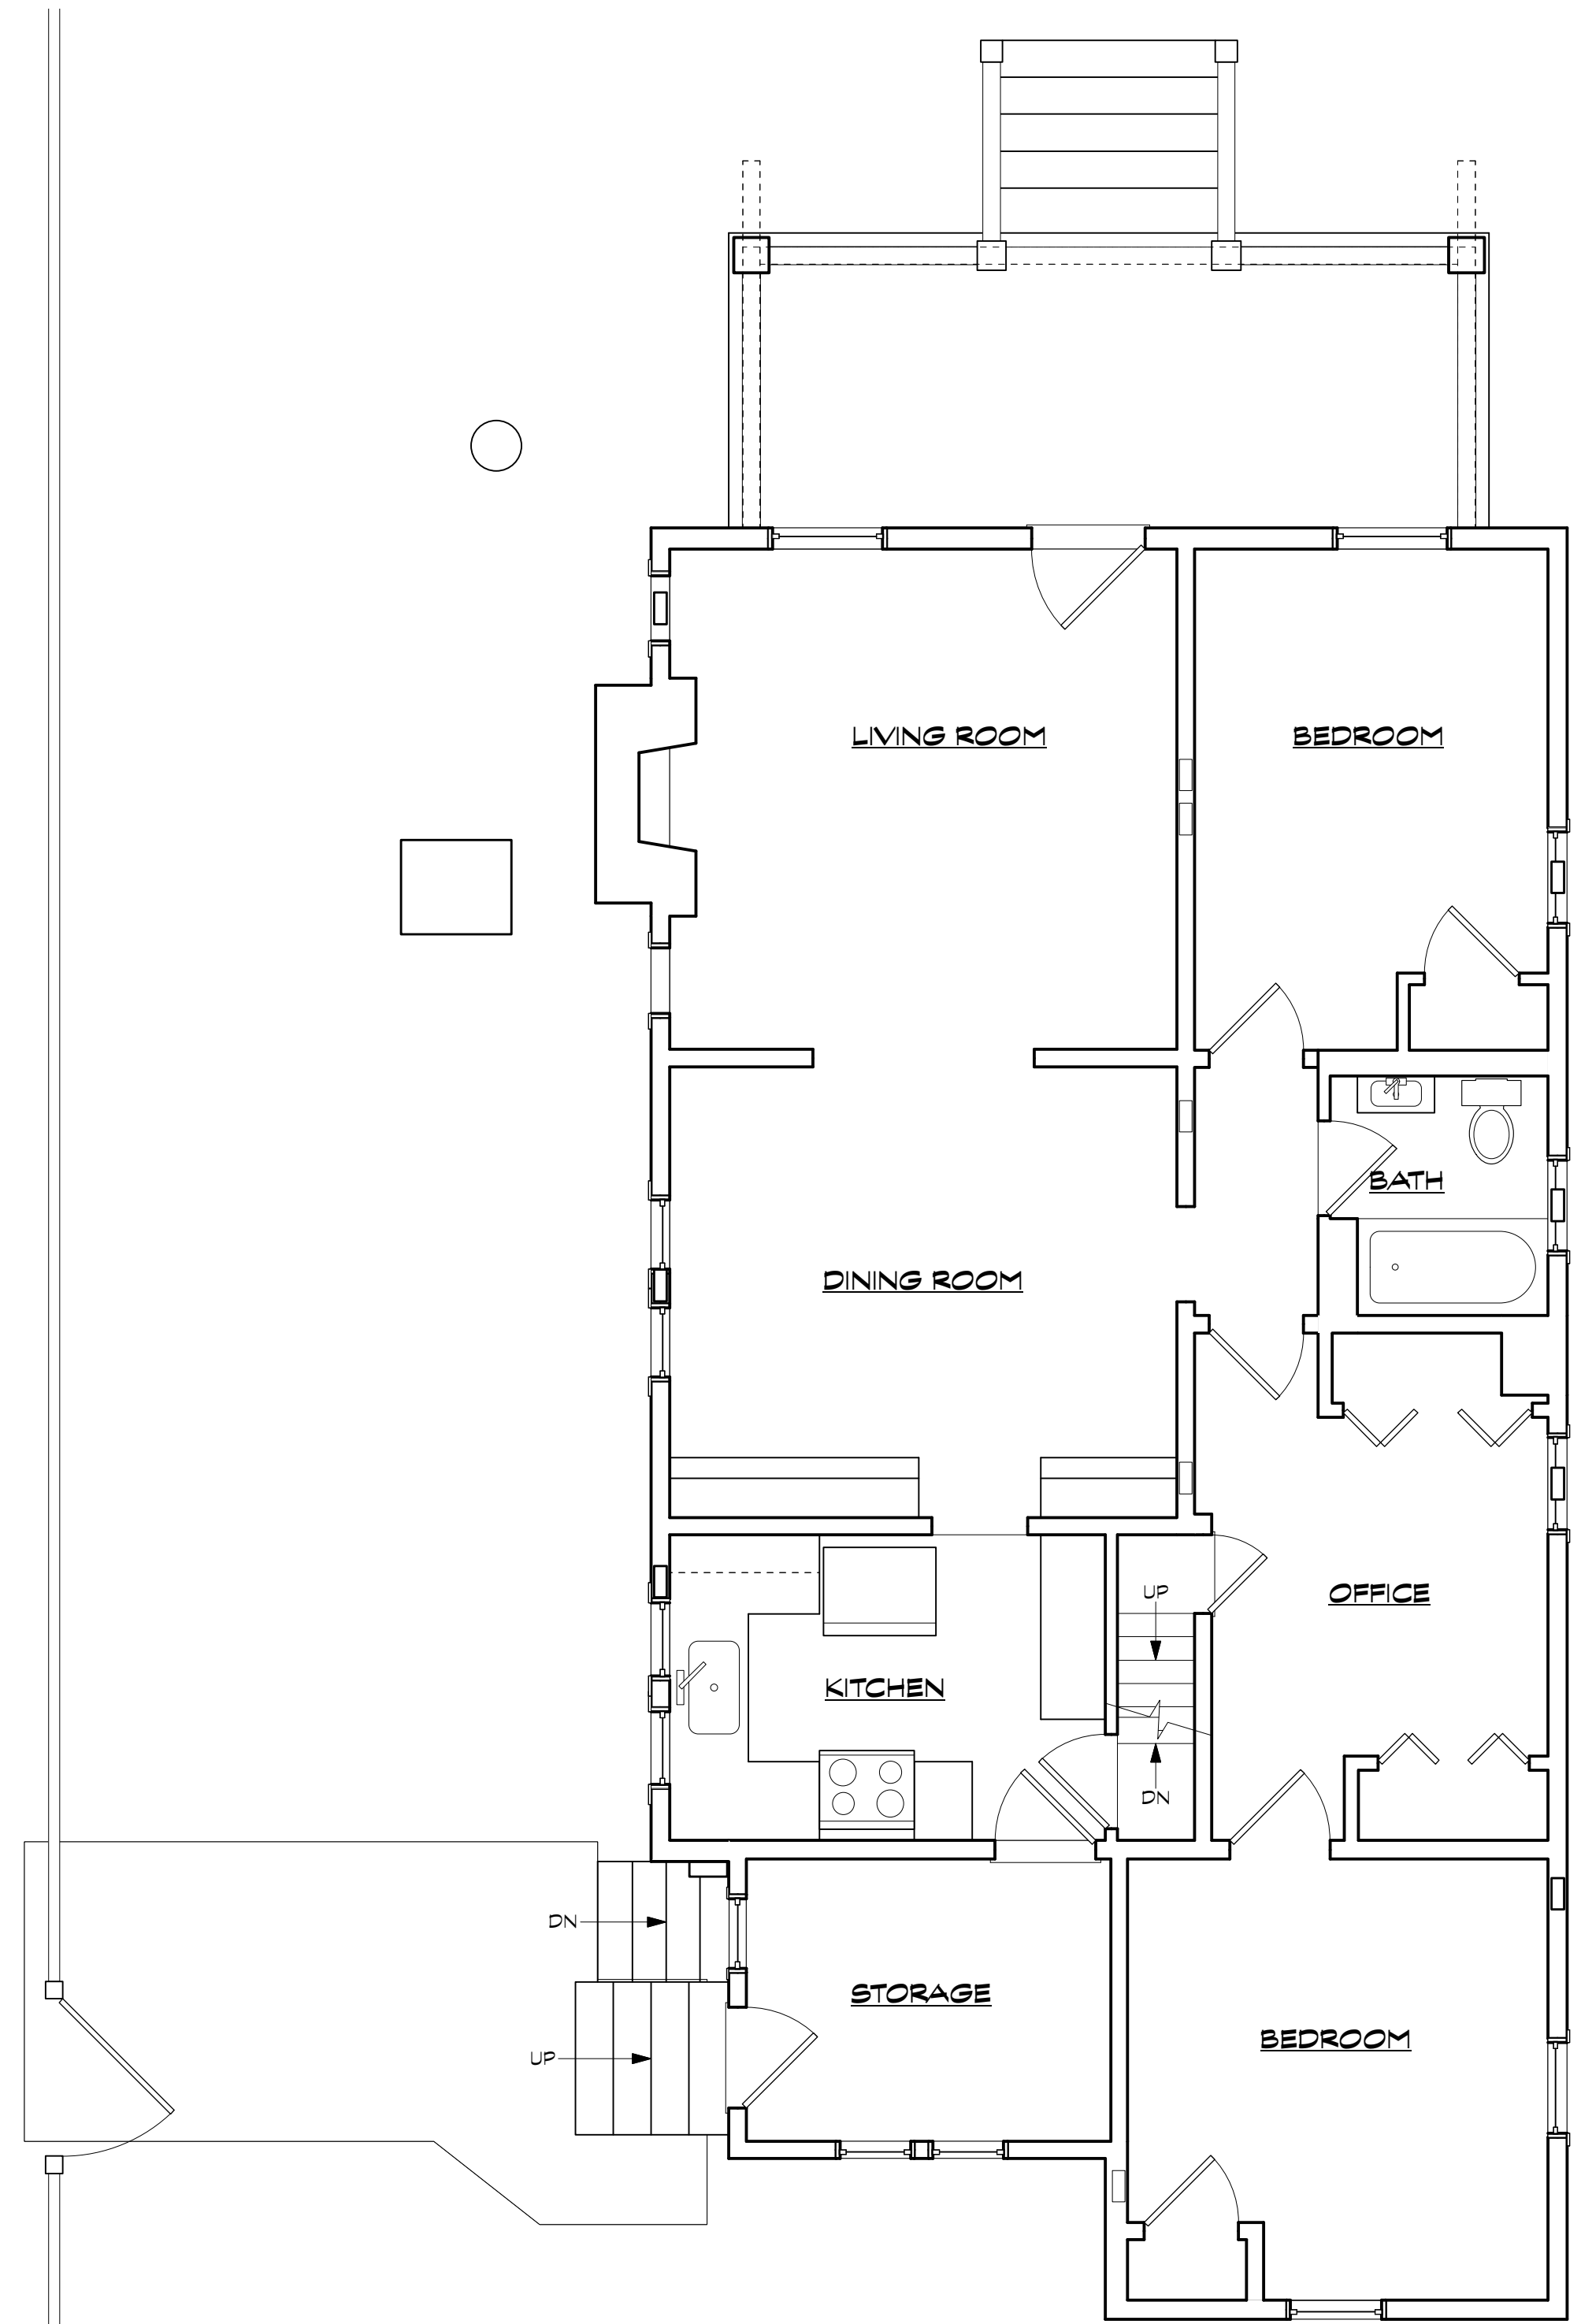 LIVING ROOM
BEDROOM
BATH
DINING ROOM
UP
OFFICE
KITCHEN
DN
DN
STORAGE
UP
BEDROOM